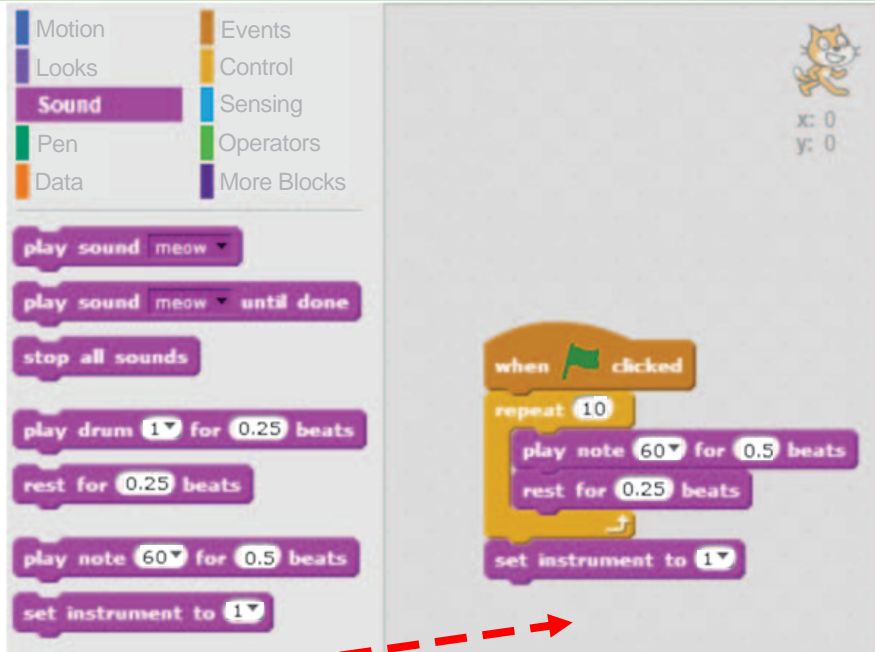 Motion
Events
Looks
Control
Sound
Sensing
Pen
Operators
Data
More Blocks
x: 0
y: 0
play sound meow
play sound meow until done
stop all sounds
play drum 1 for 0.25 beats
rest for 0.25 beats
play note 60 for 0.5 beats
set instrument to 1
when clicked
repeat 10
play note 60 for 0.5 beats
rest for 0.25 beats
set instrument to 1